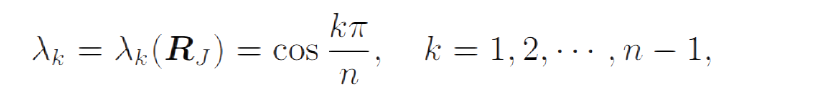 λ_k = λ_k(R_J) = cos kπ/n, k = 1, 2, ⋯ , n − 1,